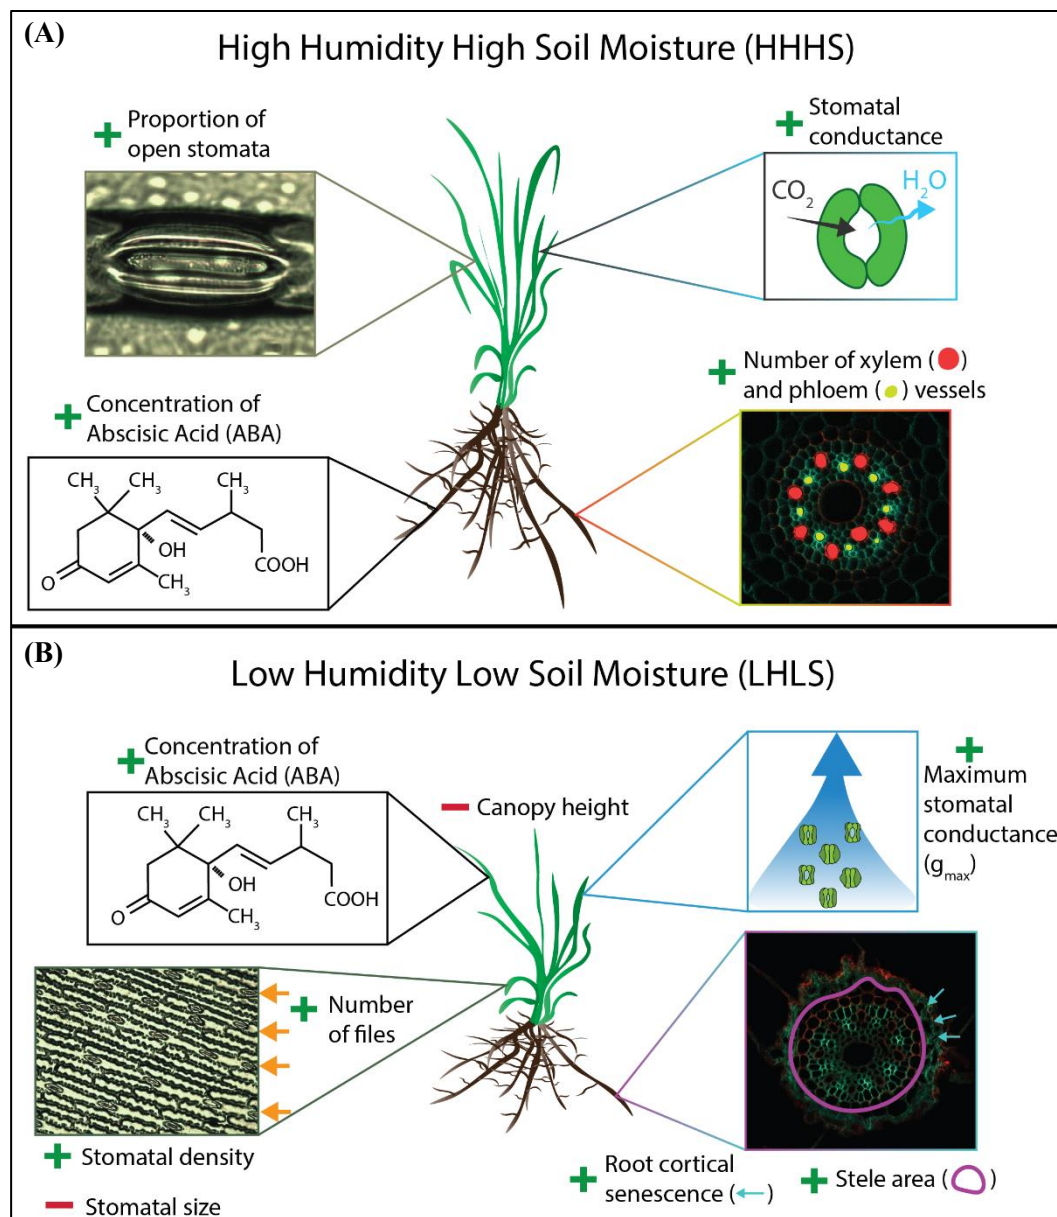 (A)
High Humidity High Soil Moisture (HHHS)
+ Proportion of
open stomata
+ Stomatal
conductance
CO2
H2O
+ Concentration of
Abscisic Acid (ABA)
CH3
CH3
CH3
OH
COOH
O
CH3
+ Number of xylem ( )
and phloem ( ) vessels
(B)
Low Humidity Low Soil Moisture (LHLS)
+ Concentration of
Abscisic Acid (ABA)
CH3
CH3
CH3
OH
COOH
O
CH3
− Canopy height
+
Maximum
stomatal
conductance
(gmax)
+ Number
of files
+ Stomatal density
− Stomatal size
+ Root cortical
senescence (←)
+ Stele area ( )